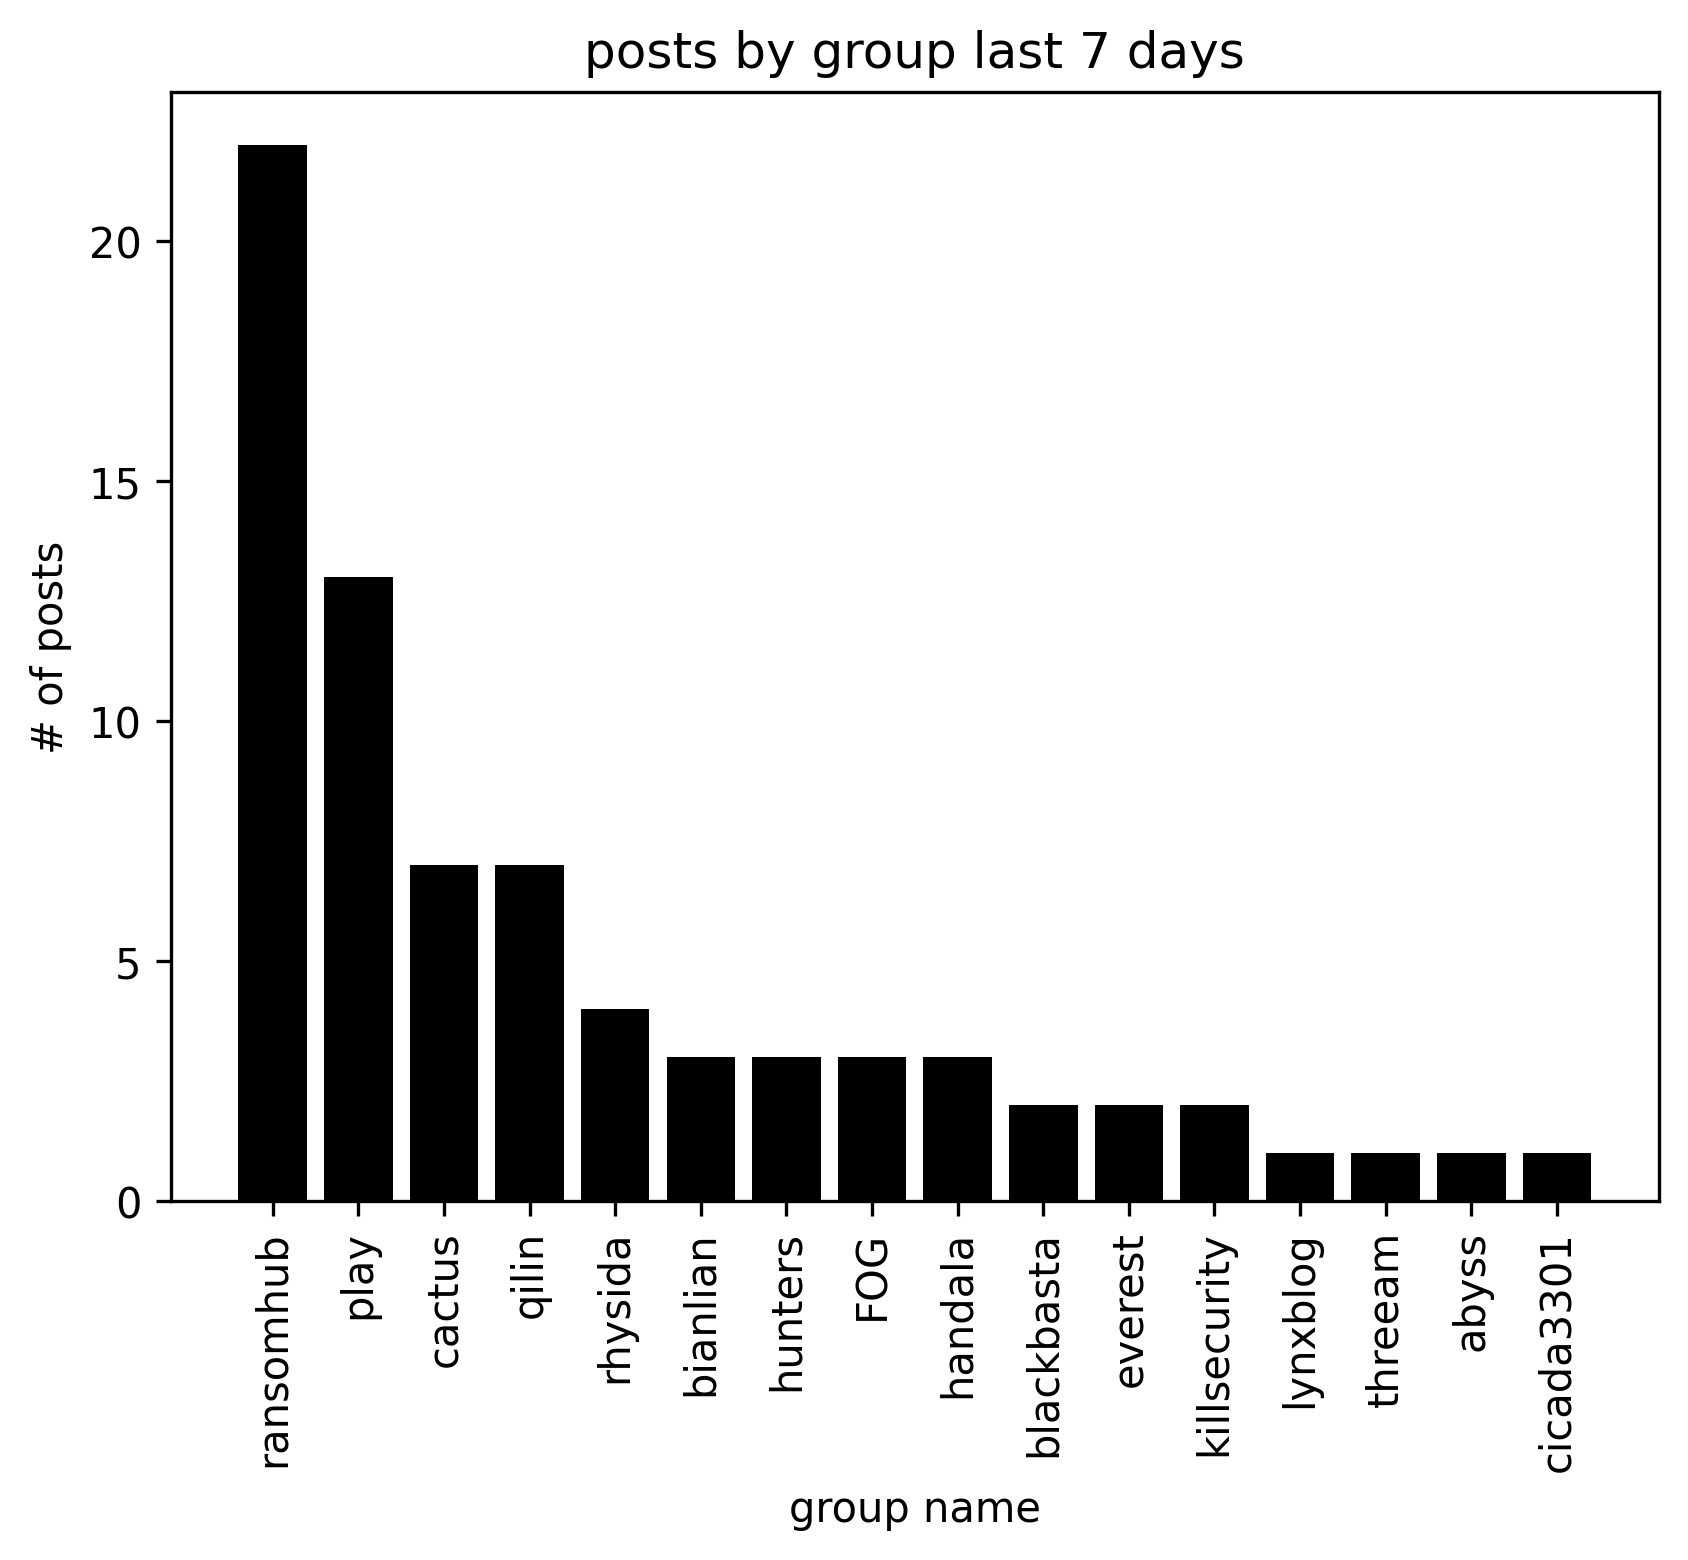 posts by group last 7 days
# of posts
20
15
10
5
0
ransomhub
play
cactus
qilin
rhysida
bianlian
hunters
FOG
handala
blackbasta
everest
killsecurity
lynxblog
threeam
abyss
cicada3301
group name